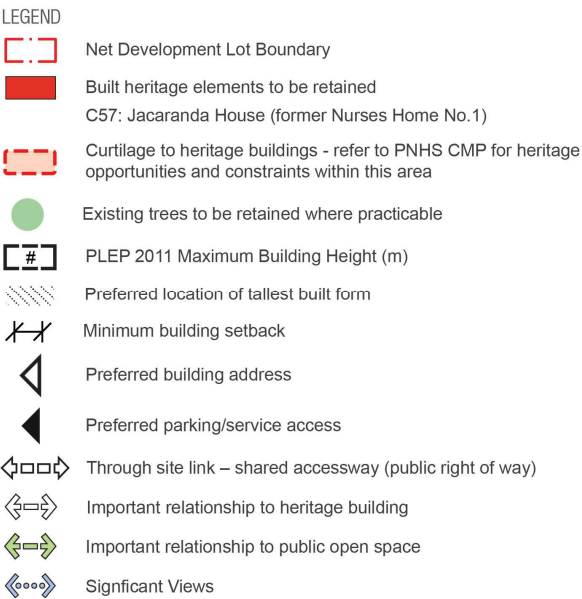 LEGEND
Net Development Lot Boundary
Built heritage elements to be retained
C57: Jacaranda House (former Nurses Home No.1)
Curtilage to heritage buildings - refer to PNHS CMP for heritage
opportunities and constraints within this area
Existing trees to be retained where practicable
# PLEP 2011 Maximum Building Height (m)
Preferred location of tallest built form
Minimum building setback
Preferred building address
Preferred parking/service access
Through site link – shared accessway (public right of way)
Important relationship to heritage building
Important relationship to public open space
Signficant Views